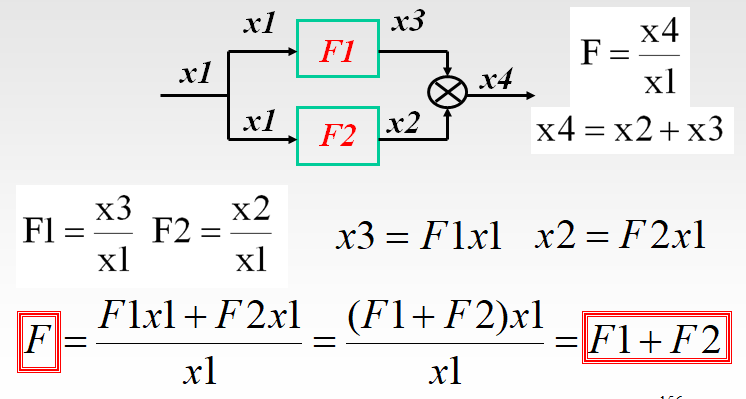 x1 x3
F1
x1 x4
x1 x2
F2
F = x4/x1
x4 = x2 + x3
F1 = x3/x1 F2 = x2/x1 x3 = F1x1 x2 = F2x1
F = (F1x1 + F2x1)/x1 = (F1 + F2)x1/x1 = F1 + F2